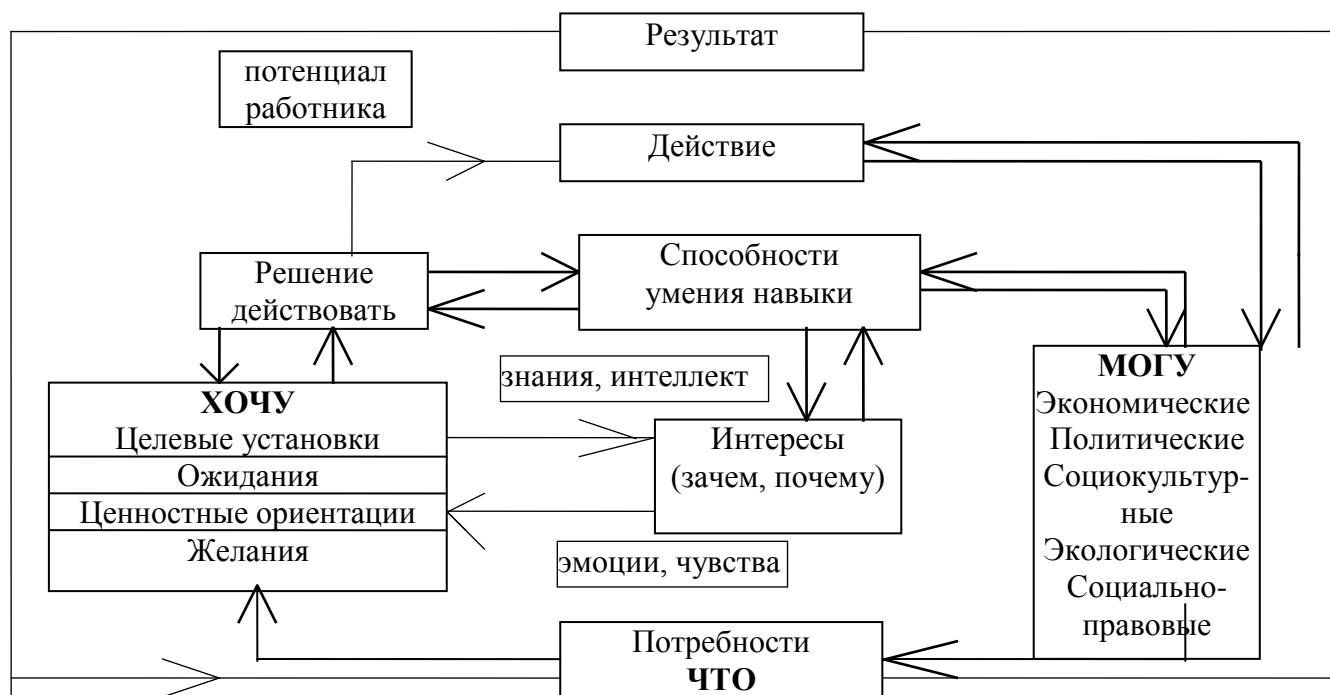 Результат
потенциал
работника
Действие
Решение
действовать
Способности
умения навыки
знания, интеллект
ХОЧУ
Целевые установки
Ожидания
Ценностные ориентации
Желания
Интересы
(зачем, почему)
эмоции, чувства
МОГУ
Экономические
Политические
Социокультур-
ные
Экологические
Социально-
правовые
Потребности
ЧТО